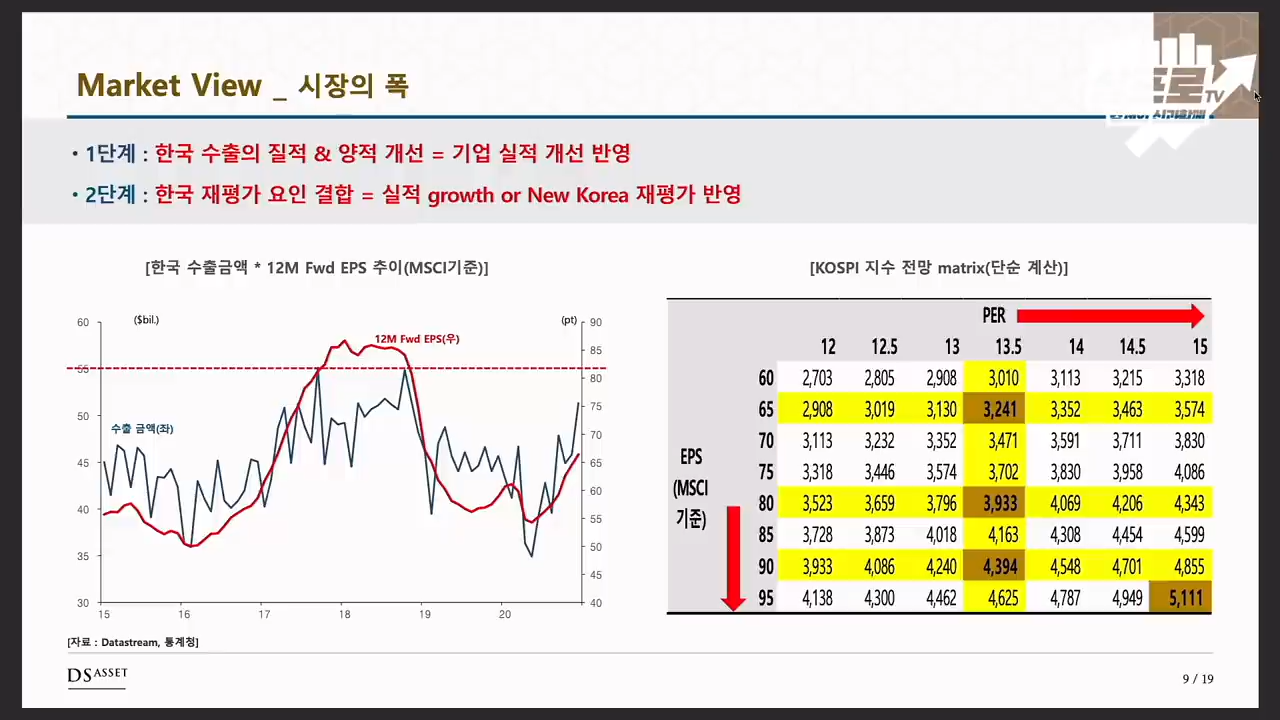 Market View _ 시장의 폭
TV
• 1단계 : 한국 수출의 질적 & 양적 개선 = 기업 실적 개선 반영
• 2단계 : 한국 재평가 요인 결합 = 실적 growth or New Korea 재평가 반영
[한국 수출금액 * 12M Fwd EPS 추이(MSCI기준)]
($bil.)
(pt)
12M Fwd EPS(우)
수출 금액(좌)
60
55
50
45
40
35
30
90
85
80
75
70
65
60
55
50
45
40
15 16 17 18 19 20
[KOSPI 지수 전망 matrix(단순 계산)]
PER
12 12.5 13 13.5 14 14.5 15
EPS
(MSCI
기준)
60 2,703 2,805 2,908 3,010 3,113 3,215 3,318
65 2,908 3,019 3,130 3,241 3,352 3,463 3,574
70 3,113 3,232 3,352 3,471 3,591 3,711 3,830
75 3,318 3,446 3,574 3,702 3,830 3,958 4,086
80 3,523 3,659 3,796 3,933 4,069 4,206 4,343
85 3,728 3,873 4,018 4,163 4,308 4,454 4,599
90 3,933 4,086 4,240 4,394 4,548 4,701 4,855
95 4,138 4,300 4,462 4,625 4,787 4,949 5,111
[자료 : Datastream, 통계청]
DS ASSET
9 / 19